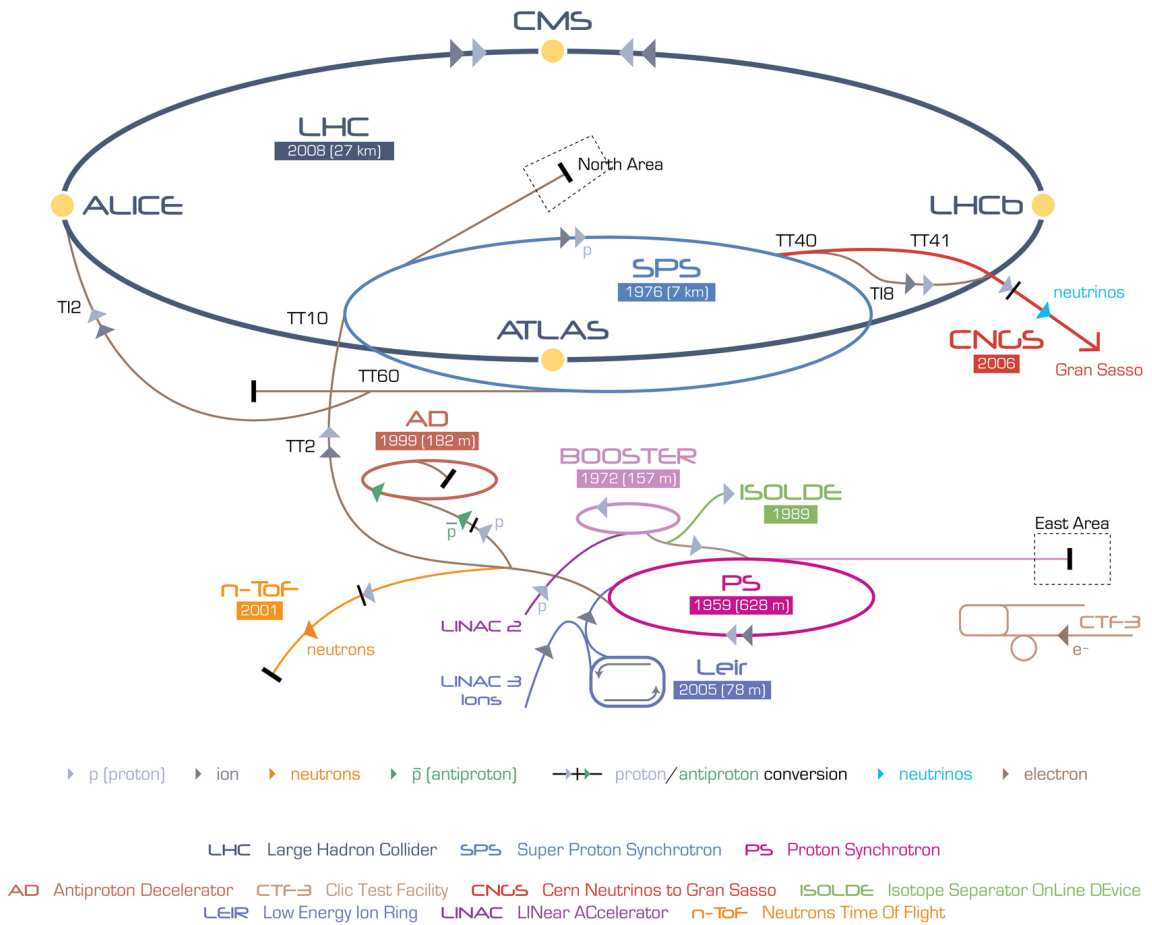 CMS
LHC
2008 (27 km)
North Area
ALICE
LHCb
TT40
TT41
p
SPS
1976 (7 km)
TI8
neutrinos
TI2
TT10
ATLAS
CNGS
2006
Gran Sasso
TT60
AD
1999 (182 m)
TT2
BOOSTER
1972 (157 m)
ISOLDE
1989
p̅
p
East Area
n-ToF
2001
PS
1959 (628 m)
p
LINAC 2
neutrons
CTF-3
e-
LINAC 3
Ions
Leir
2005 (78 m)
p (proton) ion neutrons p̅ (antiproton) proton/antiproton conversion neutrinos electron
LHC Large Hadron Collider SPS Super Proton Synchrotron PS Proton Synchrotron
AD Antiproton Decelerator CTF-3 Clic Test Facility CNGS Cern Neutrinos to Gran Sasso ISOLDE Isotope Separator OnLine DEvice
LEIR Low Energy Ion Ring LINAC LINear ACcelerator n-ToF Neutrons Time Of Flight